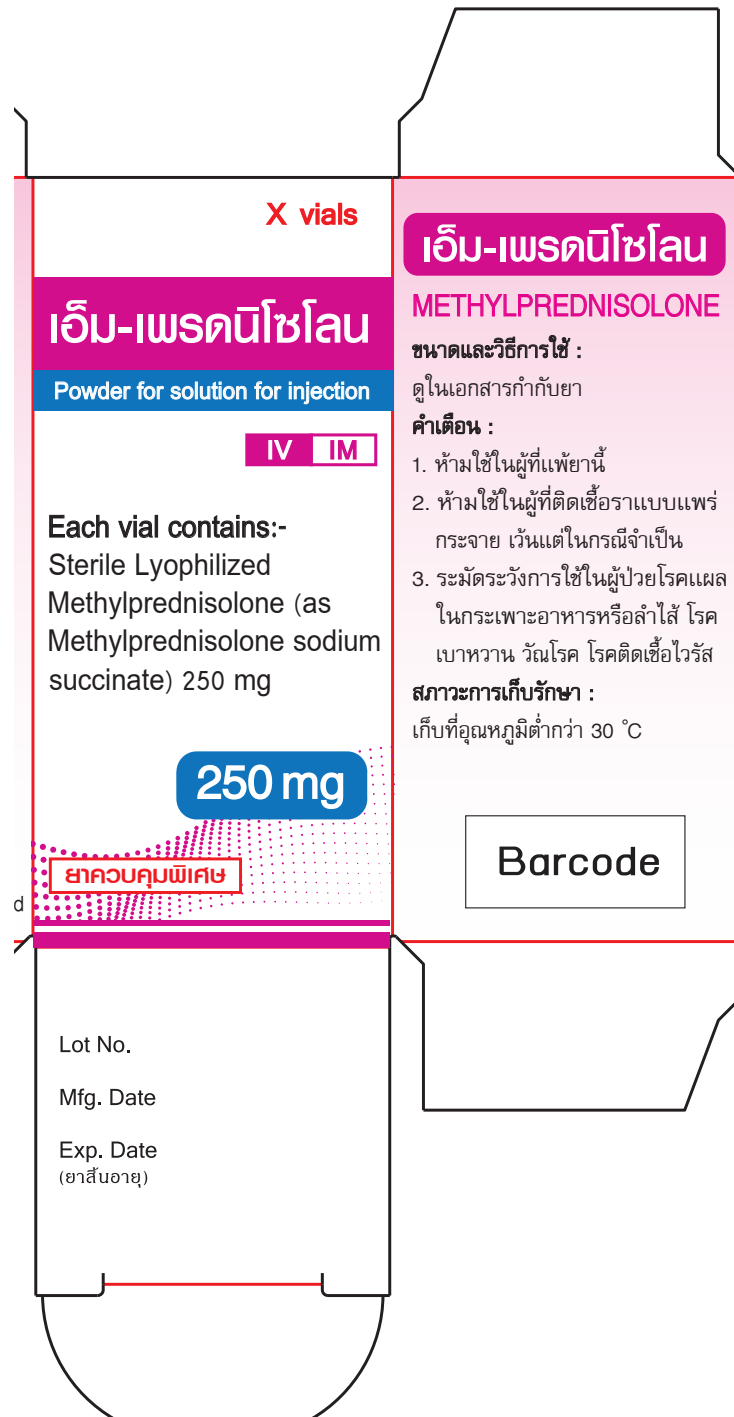 X vials
เอ็ม-เพรดนิโซโลน
Powder for solution for injection
IV IM
Each vial contains:-
Sterile Lyophilized
Methylprednisolone (as
Methylprednisolone sodium
succinate) 250 mg
250 mg
ยาควบคุมพิเศษ
d
Lot No.
Mfg. Date
Exp. Date
(ยาสิ้นอายุ)
เอ็ม-เพรดนิโซโลน
METHYLPREDNISOLONE
ขนาดและวิธีการใช้ :
ดูในเอกสารกำกับยา
คำเตือน :
1. ห้ามใช้ในผู้ที่แพ้ยานี้
2. ห้ามใช้ในผู้ที่ติดเชื้อราแบบแพร่
กระจาย เว้นแต่ในกรณีจำเป็น
3. ระมัดระวังการใช้ในผู้ป่วยโรคแผล
ในกระเพาะอาหารหรือลำไส้ โรค
เบาหวาน วัณโรค โรคติดเชื้อไวรัส
สภาวะการเก็บรักษา :
เก็บที่อุณหภูมิต่ำกว่า 30 °C
Barcode